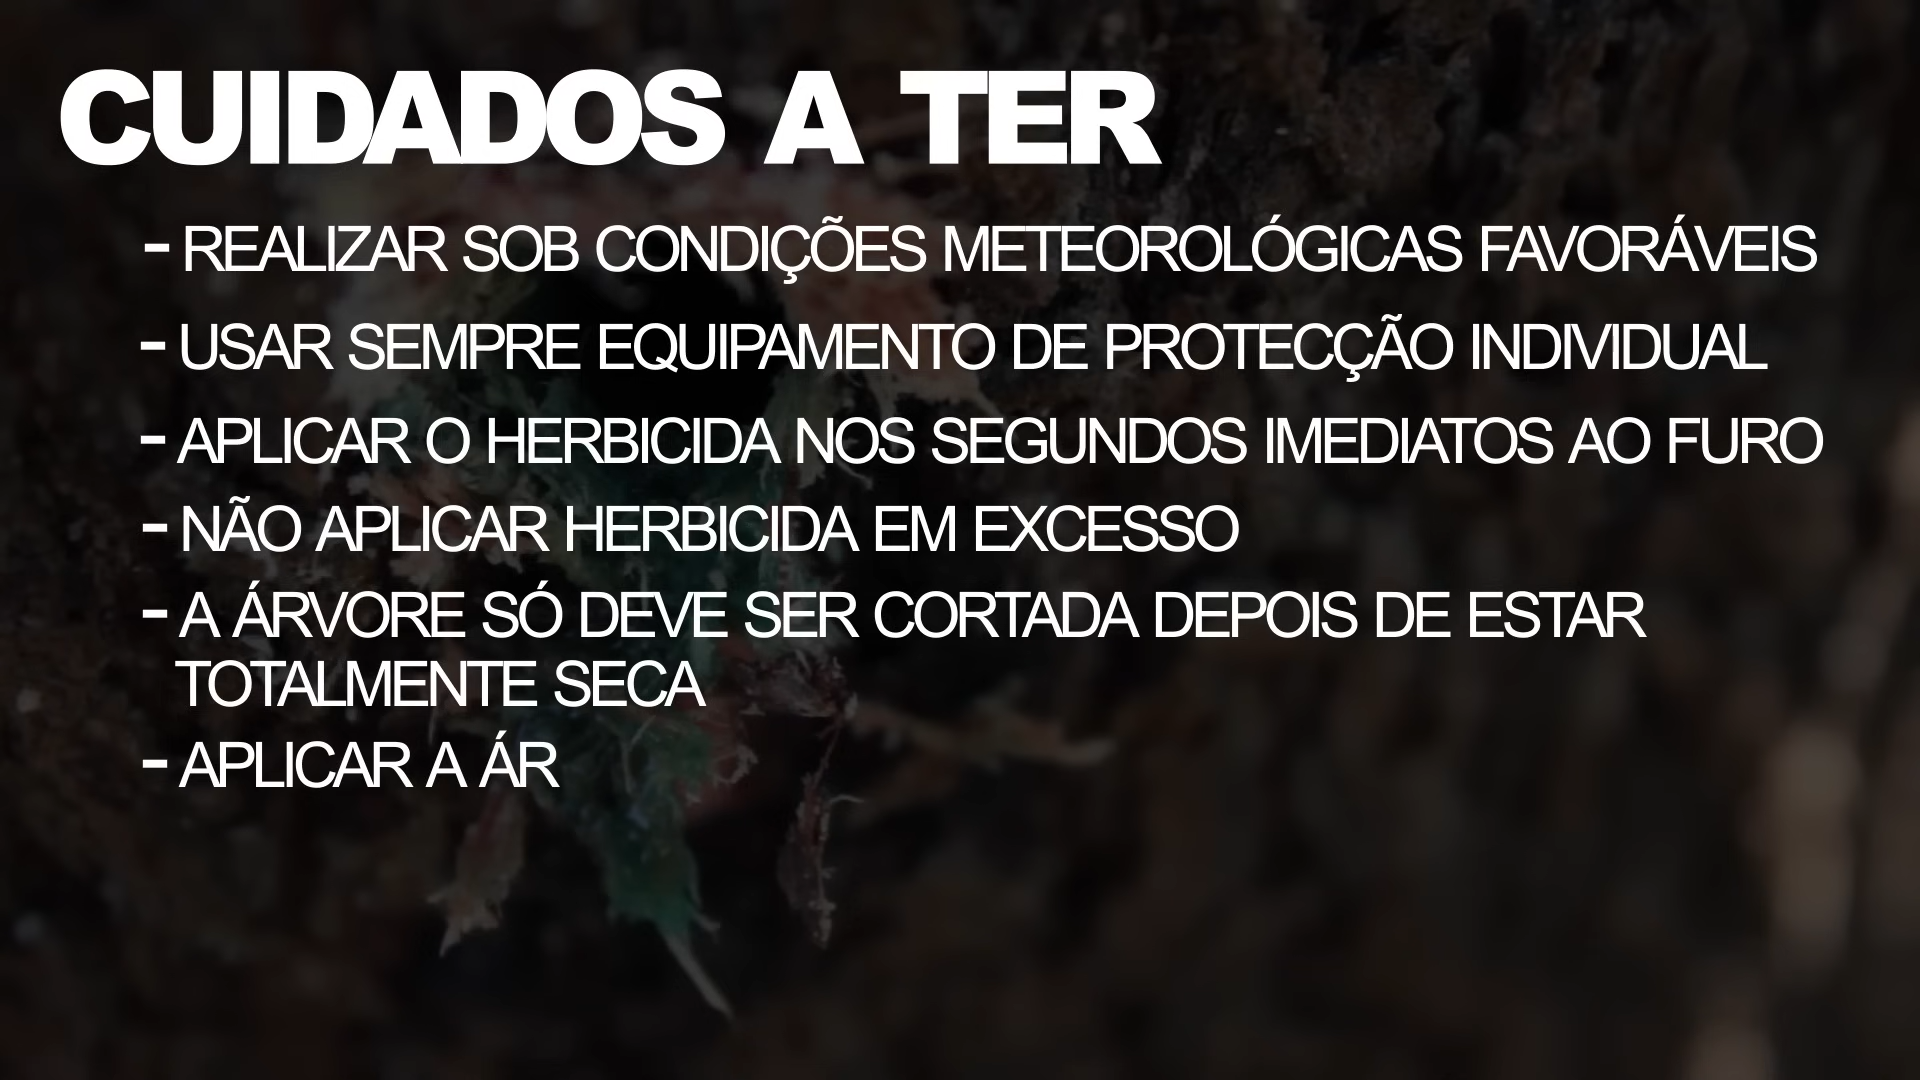 CUIDADOS A TER
- REALIZAR SOB CONDIÇÕES METEOROLÓGICAS FAVORÁVEIS
- USAR SEMPRE EQUIPAMENTO DE PROTECÇÃO INDIVIDUAL
- APLICAR O HERBICIDA NOS SEGUNDOS IMEDIATOS AO FURO
- NÃO APLICAR HERBICIDA EM EXCESSO
- A ÁRVORE SÓ DEVE SER CORTADA DEPOIS DE ESTAR
TOTALMENTE SECA
- APLICAR A ÁR